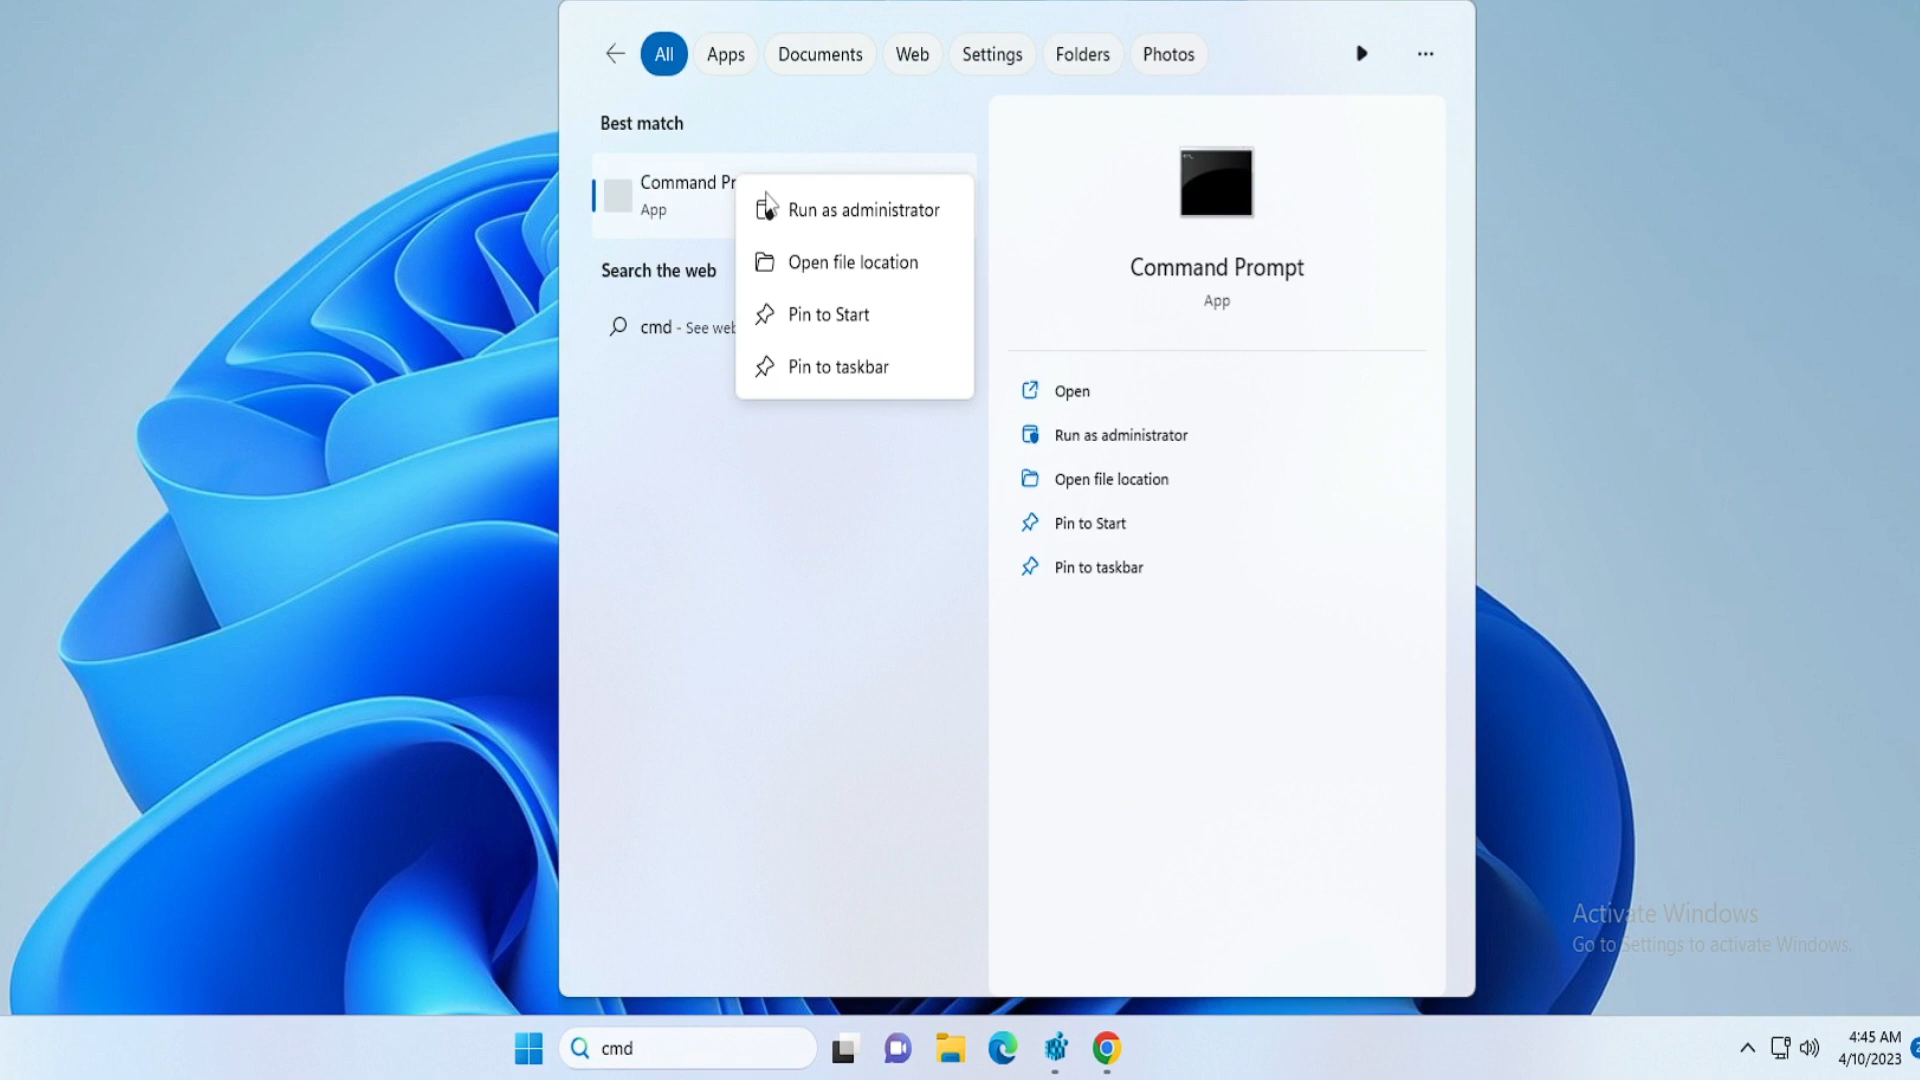 All
Apps
Documents
Web
Settings
Folders
Photos
Best match
Command Pr
App
Search the web
cmd - See web
Run as administrator
Open file location
Pin to Start
Pin to taskbar
Command Prompt
App
Open
Run as administrator
Open file location
Pin to Start
Pin to taskbar
Activate Windows
Go to Settings to activate Windows.
cmd
4:45 AM
4/10/2023